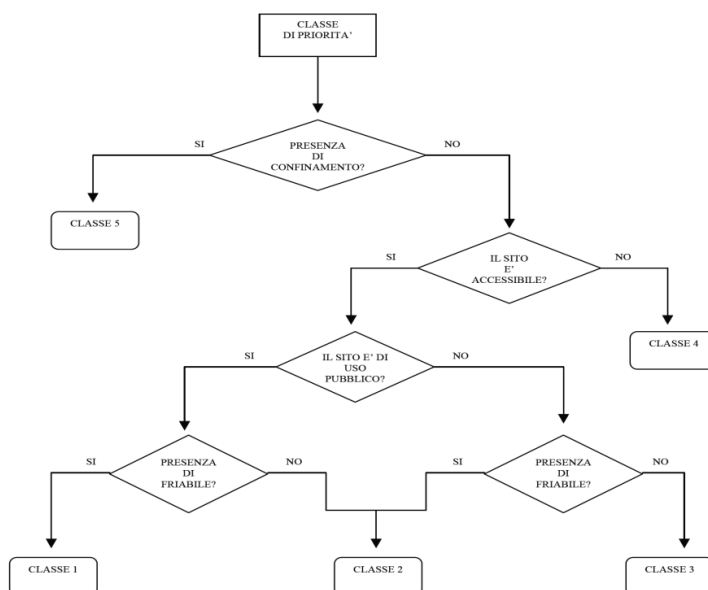 CLASSE
DI PRIORITA'
SI
PRESENZA
DI
CONFINAMENTO?
NO
CLASSE 5
SI
IL SITO
E'
ACCESSIBILE?
NO
SI
IL SITO E' DI
USO
PUBBLICO?
NO
CLASSE 4
SI
PRESENZA
DI
FRIABILE?
NO
SI
PRESENZA
DI
FRIABILE?
NO
CLASSE 1
CLASSE 2
CLASSE 3